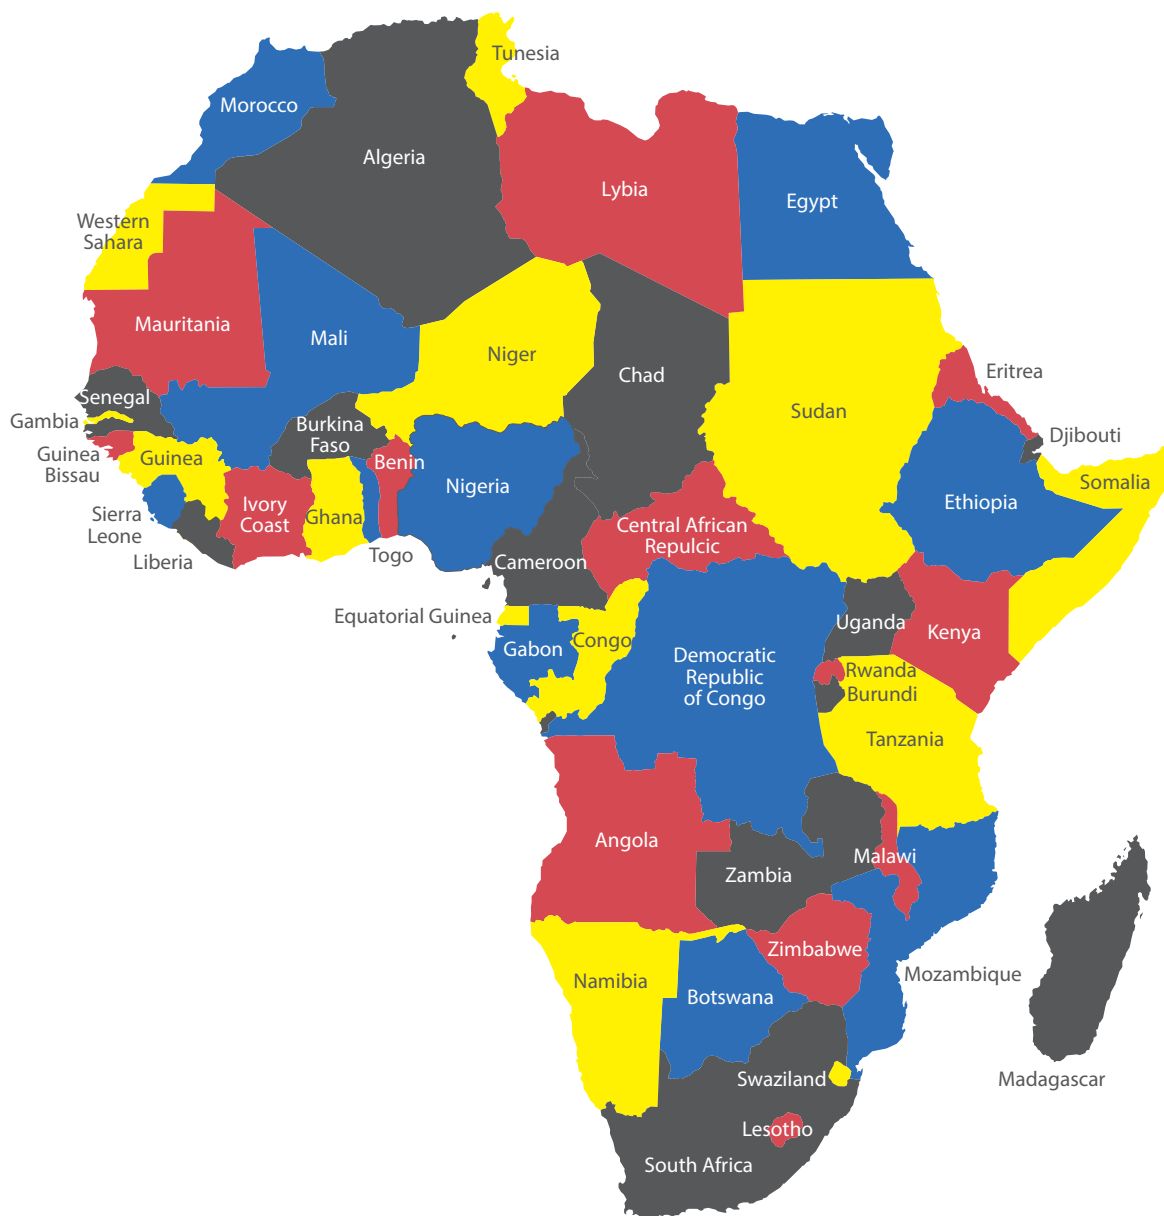 Tunesia
Morocco
Algeria
Lybia
Egypt
Western
Sahara
Mauritania
Mali
Niger
Chad
Sudan
Eritrea
Senegal
Gambia
Guinea
Bissau
Guinea
Burkina
Faso
Benin
Nigeria
Djibouti
Somalia
Ethiopia
Sierra
Leone
Liberia
Ivory
Coast
Ghana
Togo
Cameroon
Central African
Repulcic
Equatorial Guinea
Gabon
Congo
Democratic
Republic
of Congo
Uganda
Kenya
Rwanda
Burundi
Tanzania
Angola
Zambia
Malawi
Zimbabwe
Mozambique
Namibia
Botswana
Swaziland
Madagascar
Lesotho
South Africa